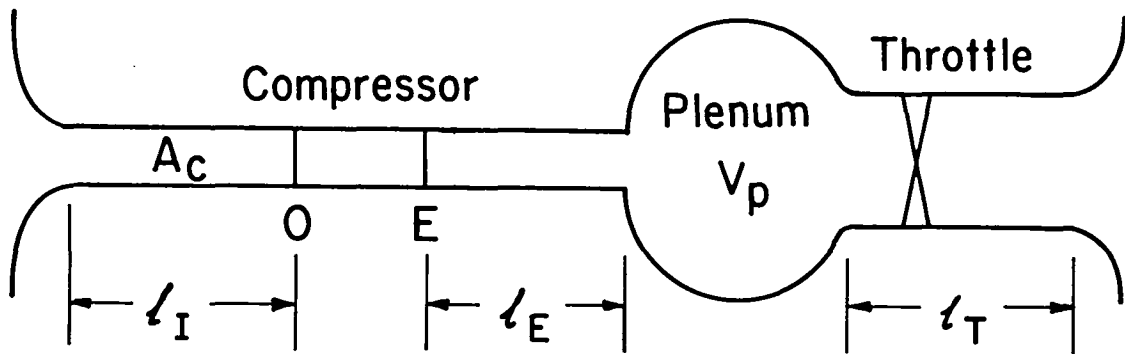 Throttle
Compressor
Plenum
A_C
V_p
O E
l_I l_E l_T